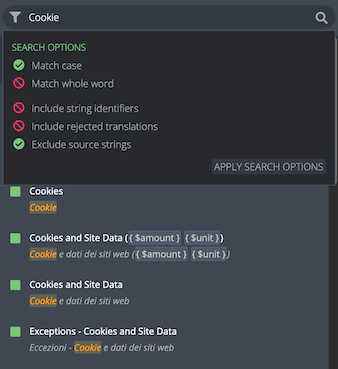 Cookie
SEARCH OPTIONS
Match case
Match whole word
Include string identifiers
Include rejected translations
Exclude source strings
APPLY SEARCH OPTIONS
Cookies
Cookie
Cookies and Site Data ({ $amount } { $unit })
Cookie e dati dei siti web ({ $amount } { $unit })
Cookies and Site Data
Cookie e dati dei siti web
Exceptions - Cookies and Site Data
Eccezioni - Cookie e dati dei siti web